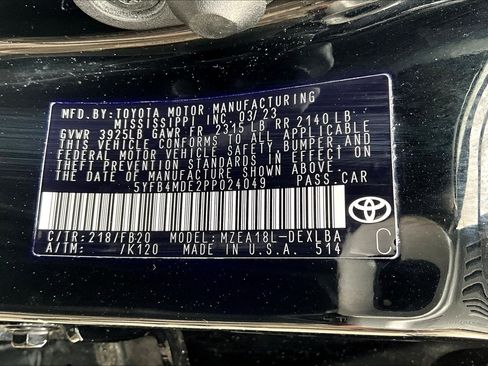 MFD.BY:TOYOTA MOTOR MANUFACTURING
MISSISSIPPI, INC. 03/23
GVWR 3925LB GAWR FR 2315 LB RR 2140 LB
THIS VEHICLE CONFORMS TO ALL APPLICABLE
FEDERAL MOTOR VEHICLE SAFETY, BUMPER, AND
THEFT PREVENTION STANDARDS IN EFFECT ON
THE DATE OF MANUFACTURE SHOWN ABOVE.
5YFB4MDE2PP024049 PASS.CAR
C/TR:218/FB20 MODEL:MZEA18L-DEXLBA
A/TM: /K120 MADE IN U.S.A. 514
C